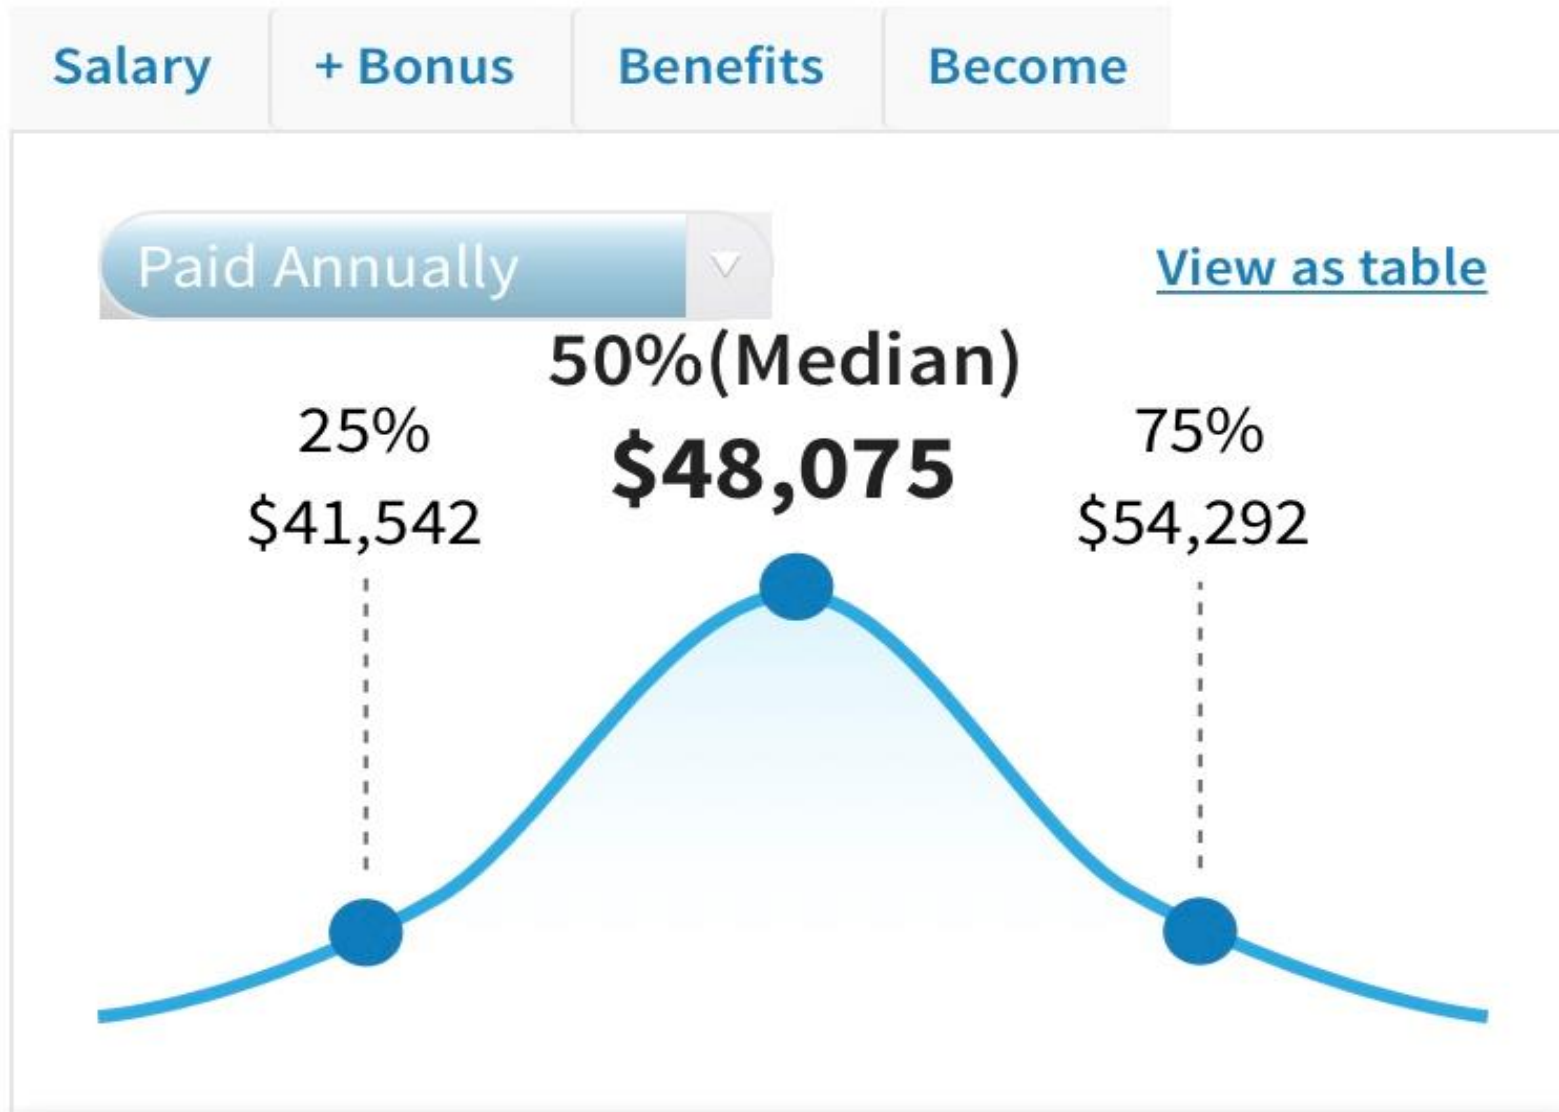 Salary
+ Bonus
Benefits
Become
Paid Annually
View as table
50%(Median)
$48,075
25%
$41,542
75%
$54,292